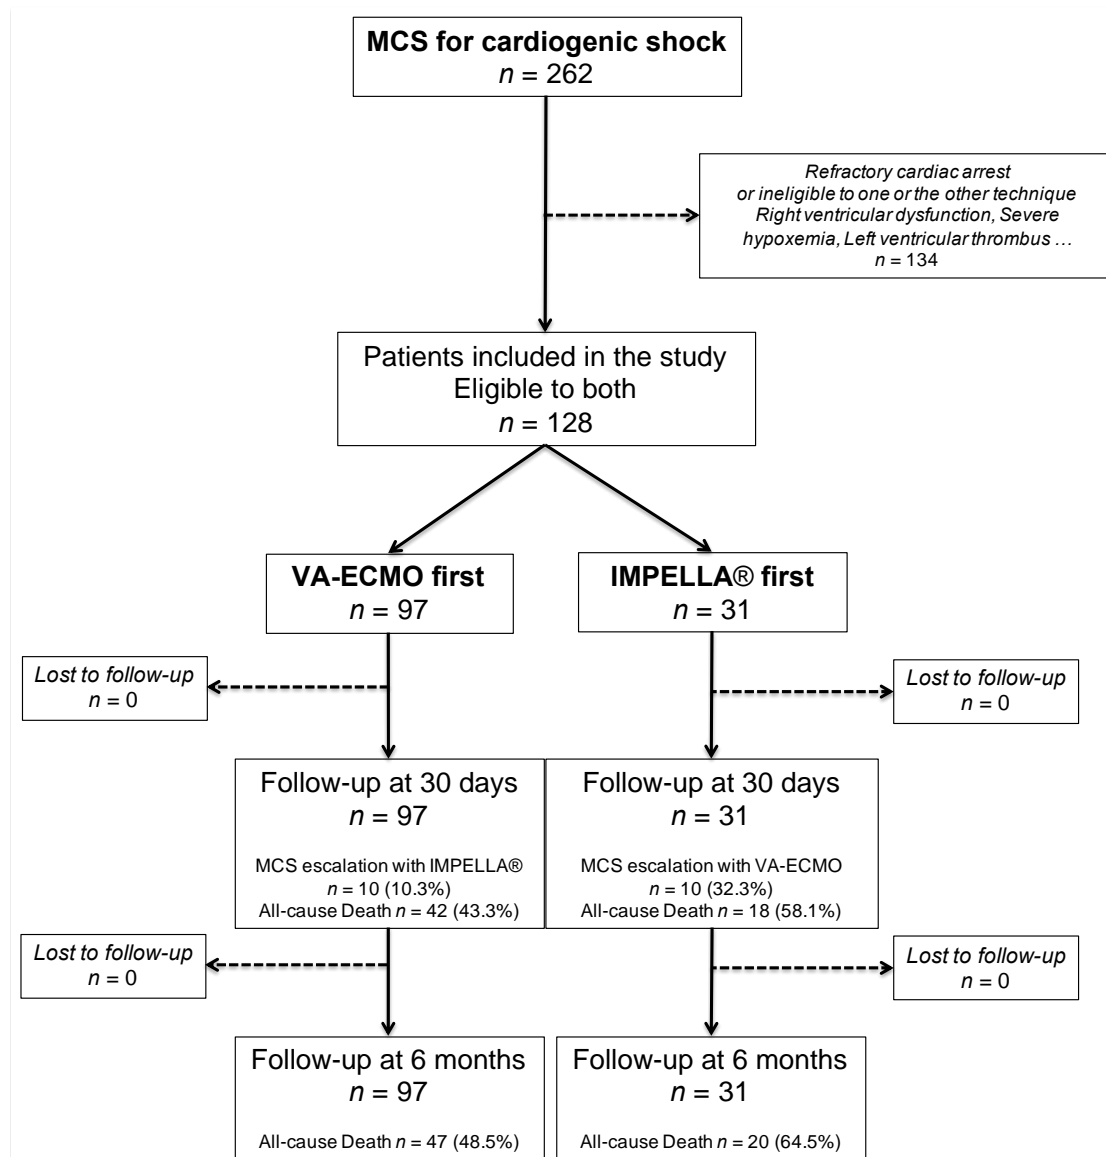 MCS for cardiogenic shock
n = 262
Refractory cardiac arrest
or ineligible to one or the other technique
Right ventricular dysfunction, Severe
hypoxemia, Left ventricular thrombus …
n = 134
Patients included in the study
Eligible to both
n = 128
VA-ECMO first
n = 97
IMPELLA® first
n = 31
Lost to follow-up
n = 0
Lost to follow-up
n = 0
Follow-up at 30 days
n = 97
MCS escalation with IMPELLA®
n = 10 (10.3%)
All-cause Death n = 42 (43.3%)
Follow-up at 30 days
n = 31
MCS escalation with VA-ECMO
n = 10 (32.3%)
All-cause Death n = 18 (58.1%)
Lost to follow-up
n = 0
Lost to follow-up
n = 0
Follow-up at 6 months
n = 97
All-cause Death n = 47 (48.5%)
Follow-up at 6 months
n = 31
All-cause Death n = 20 (64.5%)